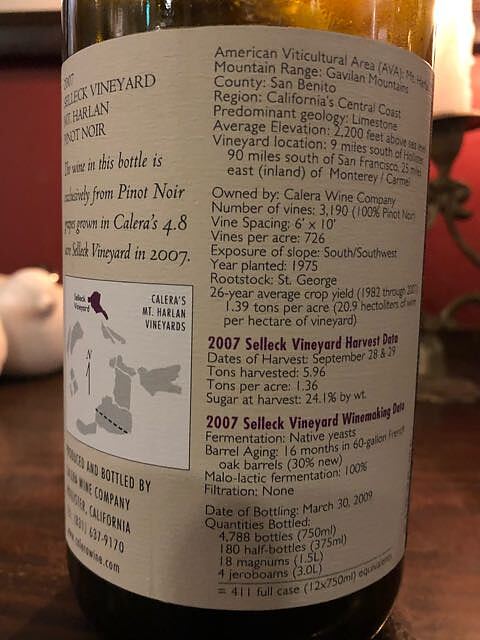 2007
SELLECK VINEYARD
MT. HARLAN
PINOT NOIR
The wine in this bottle is
exclusively from Pinot Noir
grapes grown in Calera's 4.8
acre Selleck Vineyard in 2007.
Selleck
Vineyard
CALERA'S
MT. HARLAN
VINEYARDS
N
PRODUCED AND BOTTLED BY
WINE COMPANY
HOLLISTER, CALIFORNIA
TEL (831) 637-9170
www.calerawine.com
American Viticultural Area (AVA): Mt. Harlan
Mountain Range: Gavilan Mountains
County: San Benito
Region: California's Central Coast
Predominant geology: Limestone
Average Elevation: 2,200 feet above sea level
Vineyard location: 9 miles south of Hollister
90 miles south of San Francisco, 25 miles
east (inland) of Monterey / Carmel
Owned by: Calera Wine Company
Number of vines: 3,190 (100% Pinot Noir)
Vine Spacing: 6' x 10'
Vines per acre: 726
Exposure of slope: South/Southwest
Year planted: 1975
Rootstock: St. George
26-year average crop yield (1982 through 2007)
1.39 tons per acre (20.9 hectoliters of wine
per hectare of vineyard)
2007 Selleck Vineyard Harvest Data
Dates of Harvest: September 28 & 29
Tons harvested: 5.96
Tons per acre: 1.36
Sugar at harvest: 24.1% by wt.
2007 Selleck Vineyard Winemaking Data
Fermentation: Native yeasts
Barrel Aging: 16 months in 60-gallon French
oak barrels (30% new)
Malo-lactic fermentation: 100%
Filtration: None
Date of Bottling: March 30, 2009
Quantities Bottled:
4,788 bottles (750ml)
180 half-bottles (375ml)
18 magnums (1.5L)
4 jeroboams (3.0L)
= 411 full case (12x750ml) equivalents